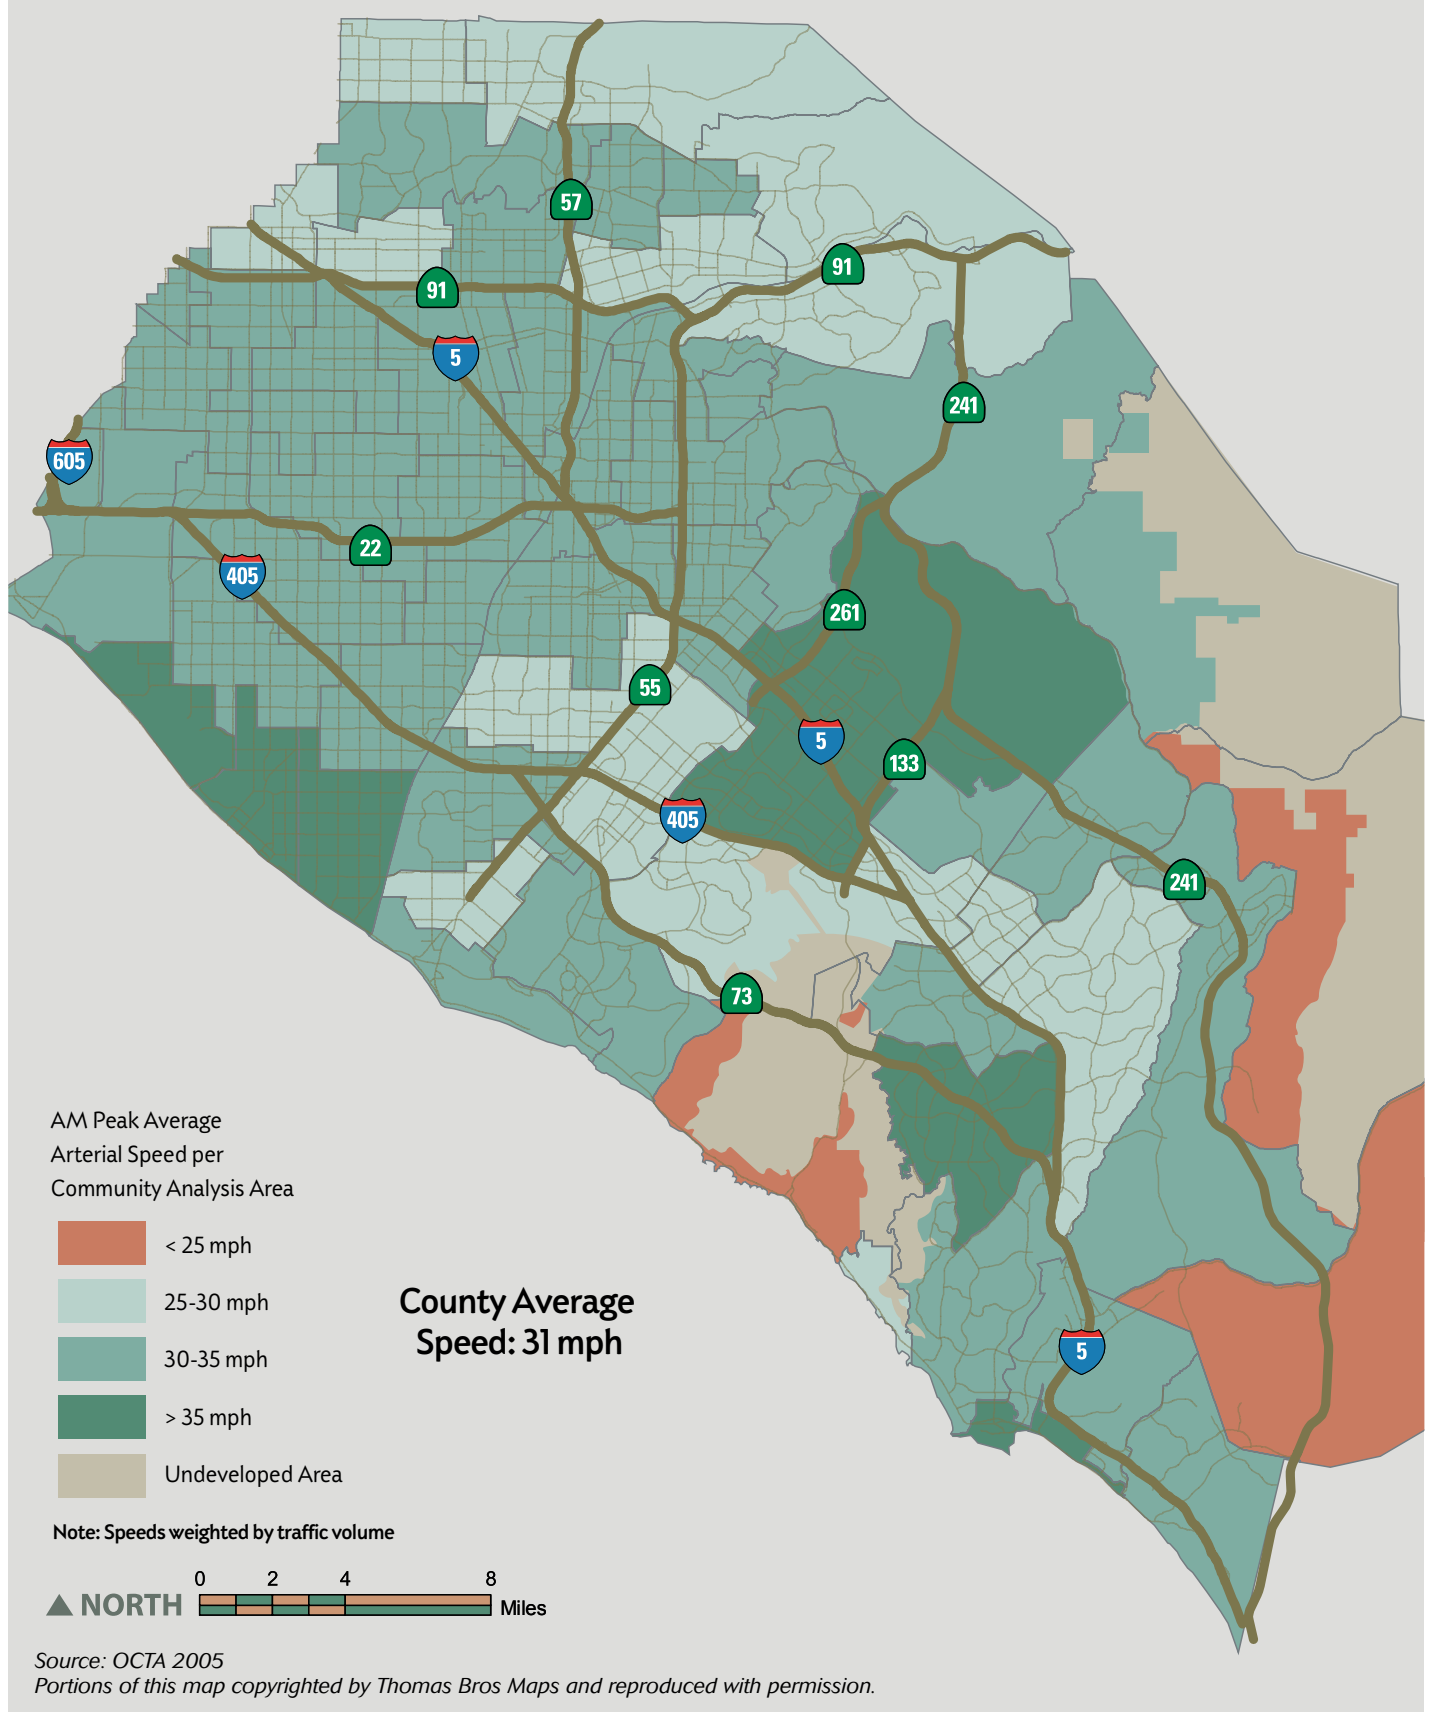 57
91
91
5
241
605
22
405
261
55
5
133
405
241
73
AM Peak Average
Arterial Speed per
Community Analysis Area
< 25 mph
25-30 mph
30-35 mph
> 35 mph
Undeveloped Area
County Average
Speed: 31 mph
5
Note: Speeds weighted by traffic volume
0 2 4 8
NORTH
Miles
Source: OCTA 2005
Portions of this map copyrighted by Thomas Bros Maps and reproduced with permission.